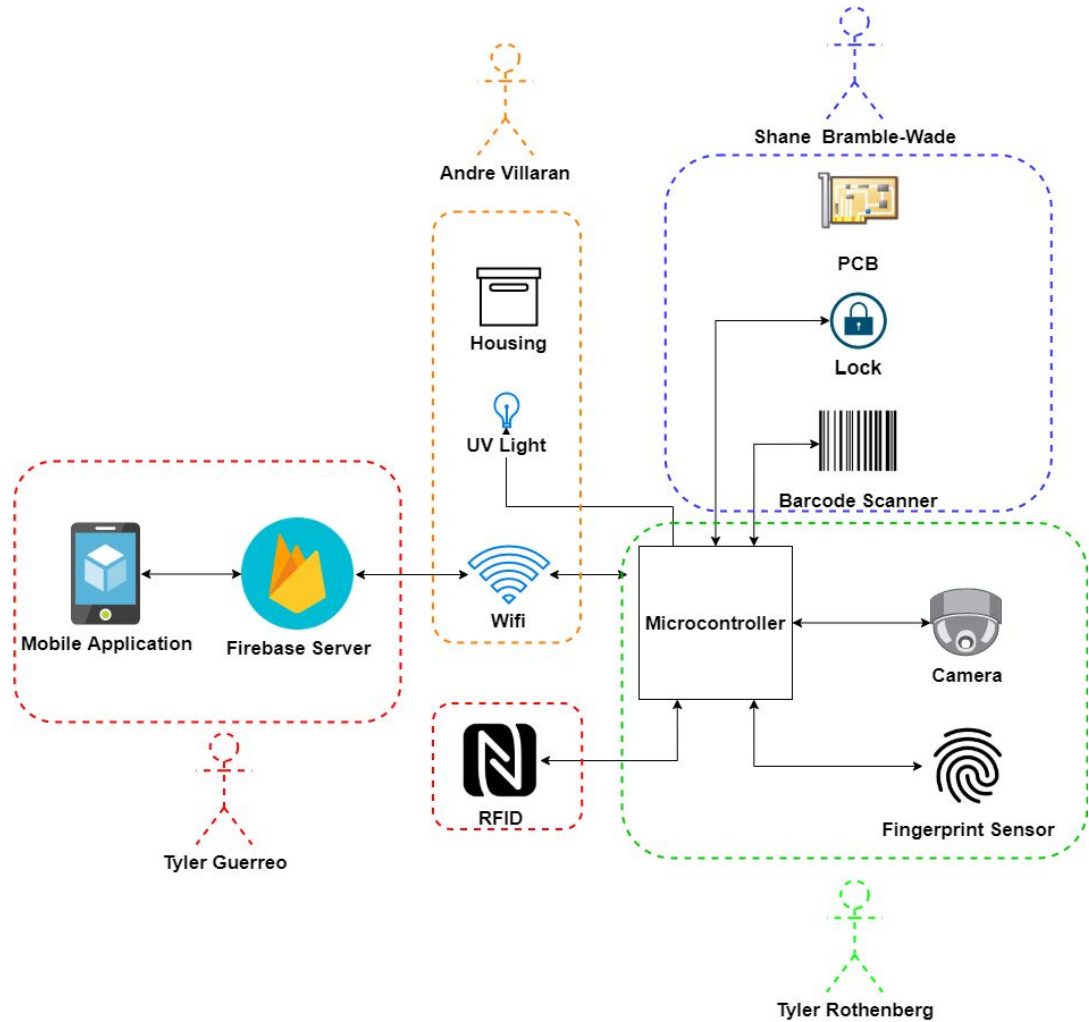 Shane Bramble-Wade
Andre Villaran
PCB
Housing
Lock
UV Light
Barcode Scanner
Mobile Application
Firebase Server
Wifi
Microcontroller
Camera
RFID
Fingerprint Sensor
Tyler Guerreo
Tyler Rothenberg